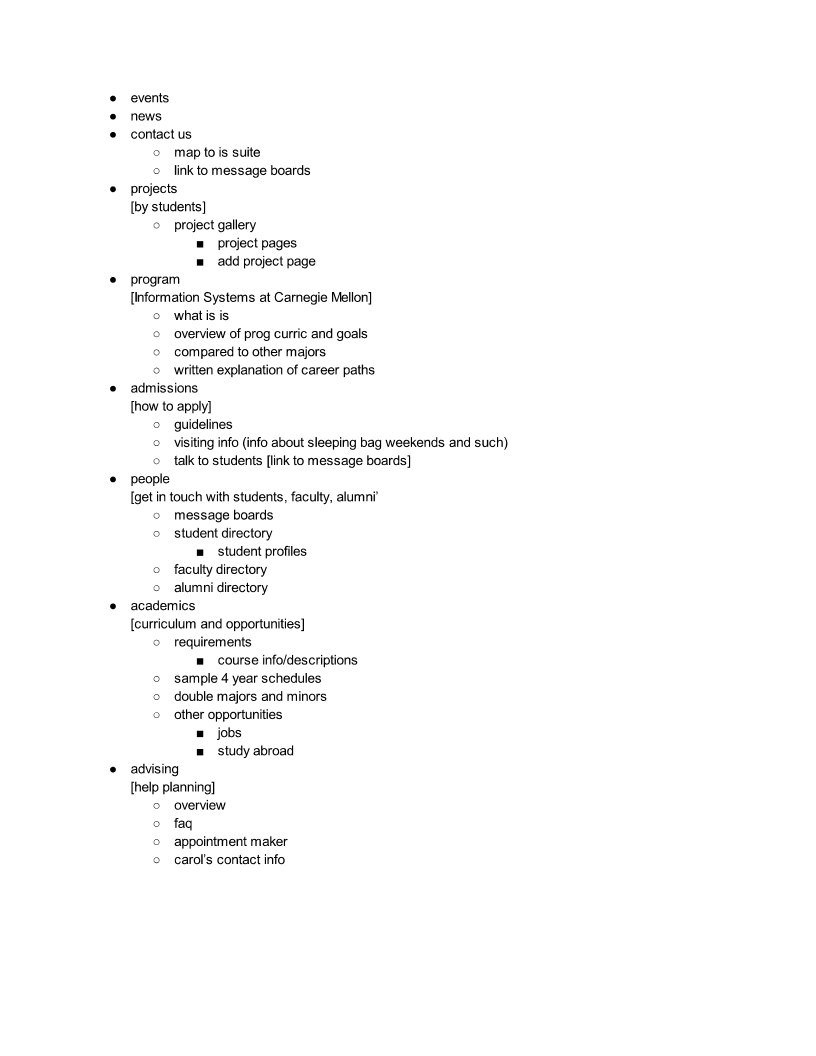 ● events
● news
● contact us
○ map to is suite
○ link to message boards
● projects
[by students]
○ project gallery
■ project pages
■ add project page
● program
[Information Systems at Carnegie Mellon]
○ what is is
○ overview of prog curric and goals
○ compared to other majors
○ written explanation of career paths
● admissions
[how to apply]
○ guidelines
○ visiting info (info about sleeping bag weekends and such)
○ talk to students [link to message boards]
● people
[get in touch with students, faculty, alumni'
○ message boards
○ student directory
■ student profiles
○ faculty directory
○ alumni directory
● academics
[curriculum and opportunities]
○ requirements
■ course info/descriptions
○ sample 4 year schedules
○ double majors and minors
○ other opportunities
■ jobs
■ study abroad
● advising
[help planning]
○ overview
○ faq
○ appointment maker
○ carol's contact info